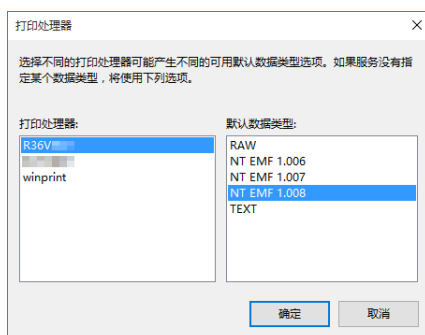 打印处理器
选择不同的打印处理器可能产生不同的可用默认数据类型选项。如果服务没有指
定某个数据类型，将使用下列选项。
打印处理器:
R36V
winprint
默认数据类型:
RAW
NT EMF 1.006
NT EMF 1.007
NT EMF 1.008
TEXT
确定
取消